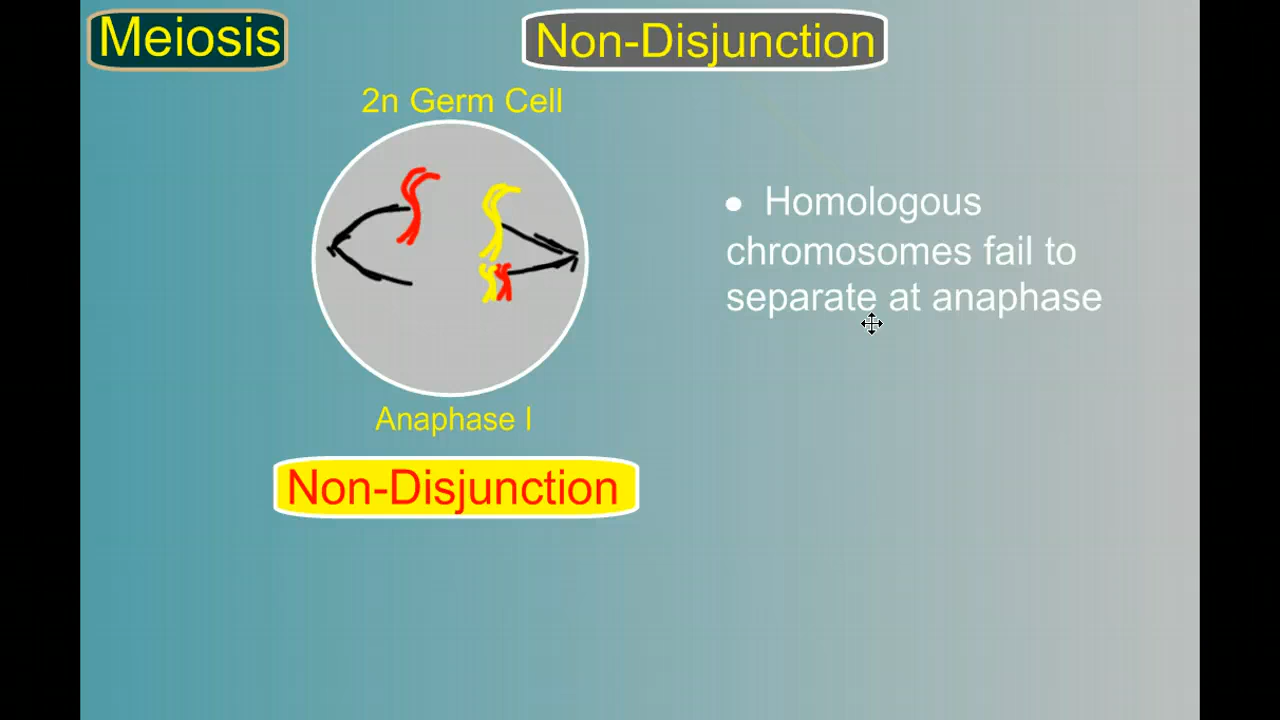 Meiosis
Non-Disjunction
2n Germ Cell
• Homologous
chromosomes fail to
separate at anaphase
Anaphase I
Non-Disjunction